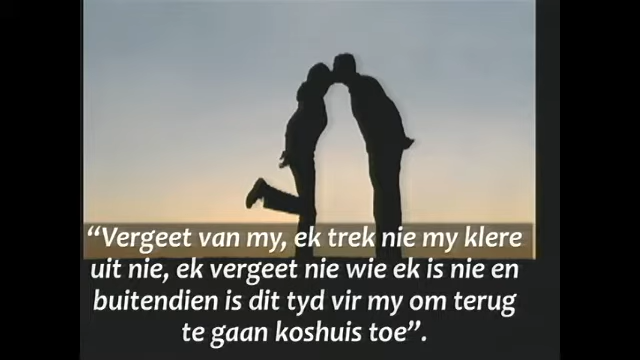 “Vergeet van my, ek trek nie my klere
uit nie, ek vergeet nie wie ek is nie en
buitendien is dit tyd vir my om terug
te gaan koshuis toe”.